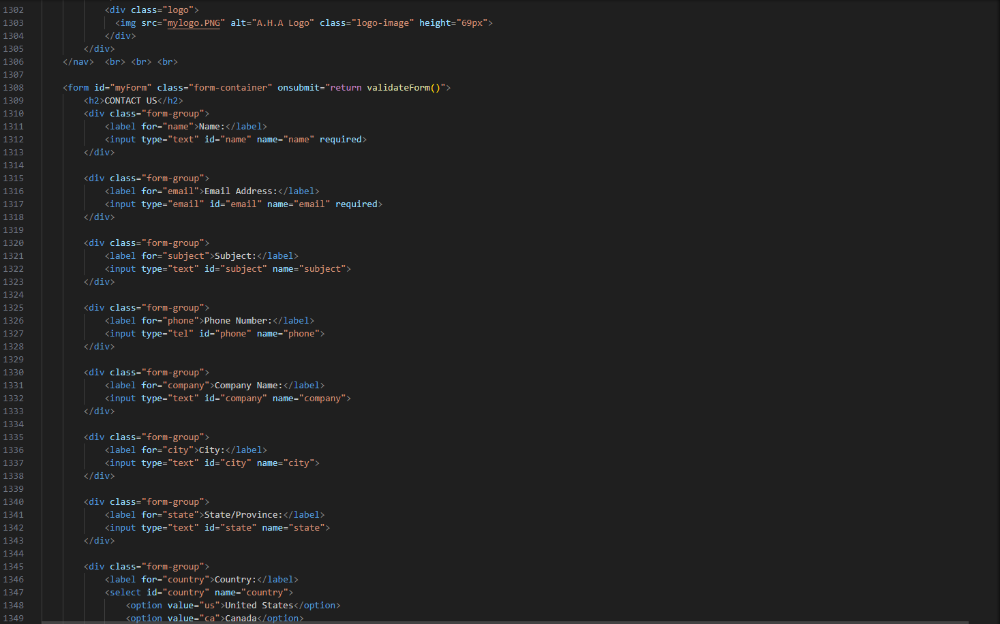 1302 <div class="logo">
1303 <img src="mylogo.PNG" alt="A.H.A Logo" class="logo-image" height="69px">
1304 </div>
1305 </div>
1306 </nav> <br> <br> <br>
1307
1308 <form id="myForm" class="form-container" onsubmit="return validateForm()">
1309 <h2>CONTACT US</h2>
1310 <div class="form-group">
1311 <label for="name">Name:</label>
1312 <input type="text" id="name" name="name" required>
1313 </div>
1314
1315 <div class="form-group">
1316 <label for="email">Email Address:</label>
1317 <input type="email" id="email" name="email" required>
1318 </div>
1319
1320 <div class="form-group">
1321 <label for="subject">Subject:</label>
1322 <input type="text" id="subject" name="subject">
1323 </div>
1324
1325 <div class="form-group">
1326 <label for="phone">Phone Number:</label>
1327 <input type="tel" id="phone" name="phone">
1328 </div>
1329
1330 <div class="form-group">
1331 <label for="company">Company Name:</label>
1332 <input type="text" id="company" name="company">
1333 </div>
1334
1335 <div class="form-group">
1336 <label for="city">City:</label>
1337 <input type="text" id="city" name="city">
1338 </div>
1339
1340 <div class="form-group">
1341 <label for="state">State/Province:</label>
1342 <input type="text" id="state" name="state">
1343 </div>
1344
1345 <div class="form-group">
1346 <label for="country">Country:</label>
1347 <select id="country" name="country">
1348 <option value="us">United States</option>
1349 <option value="ca">Canada</option>